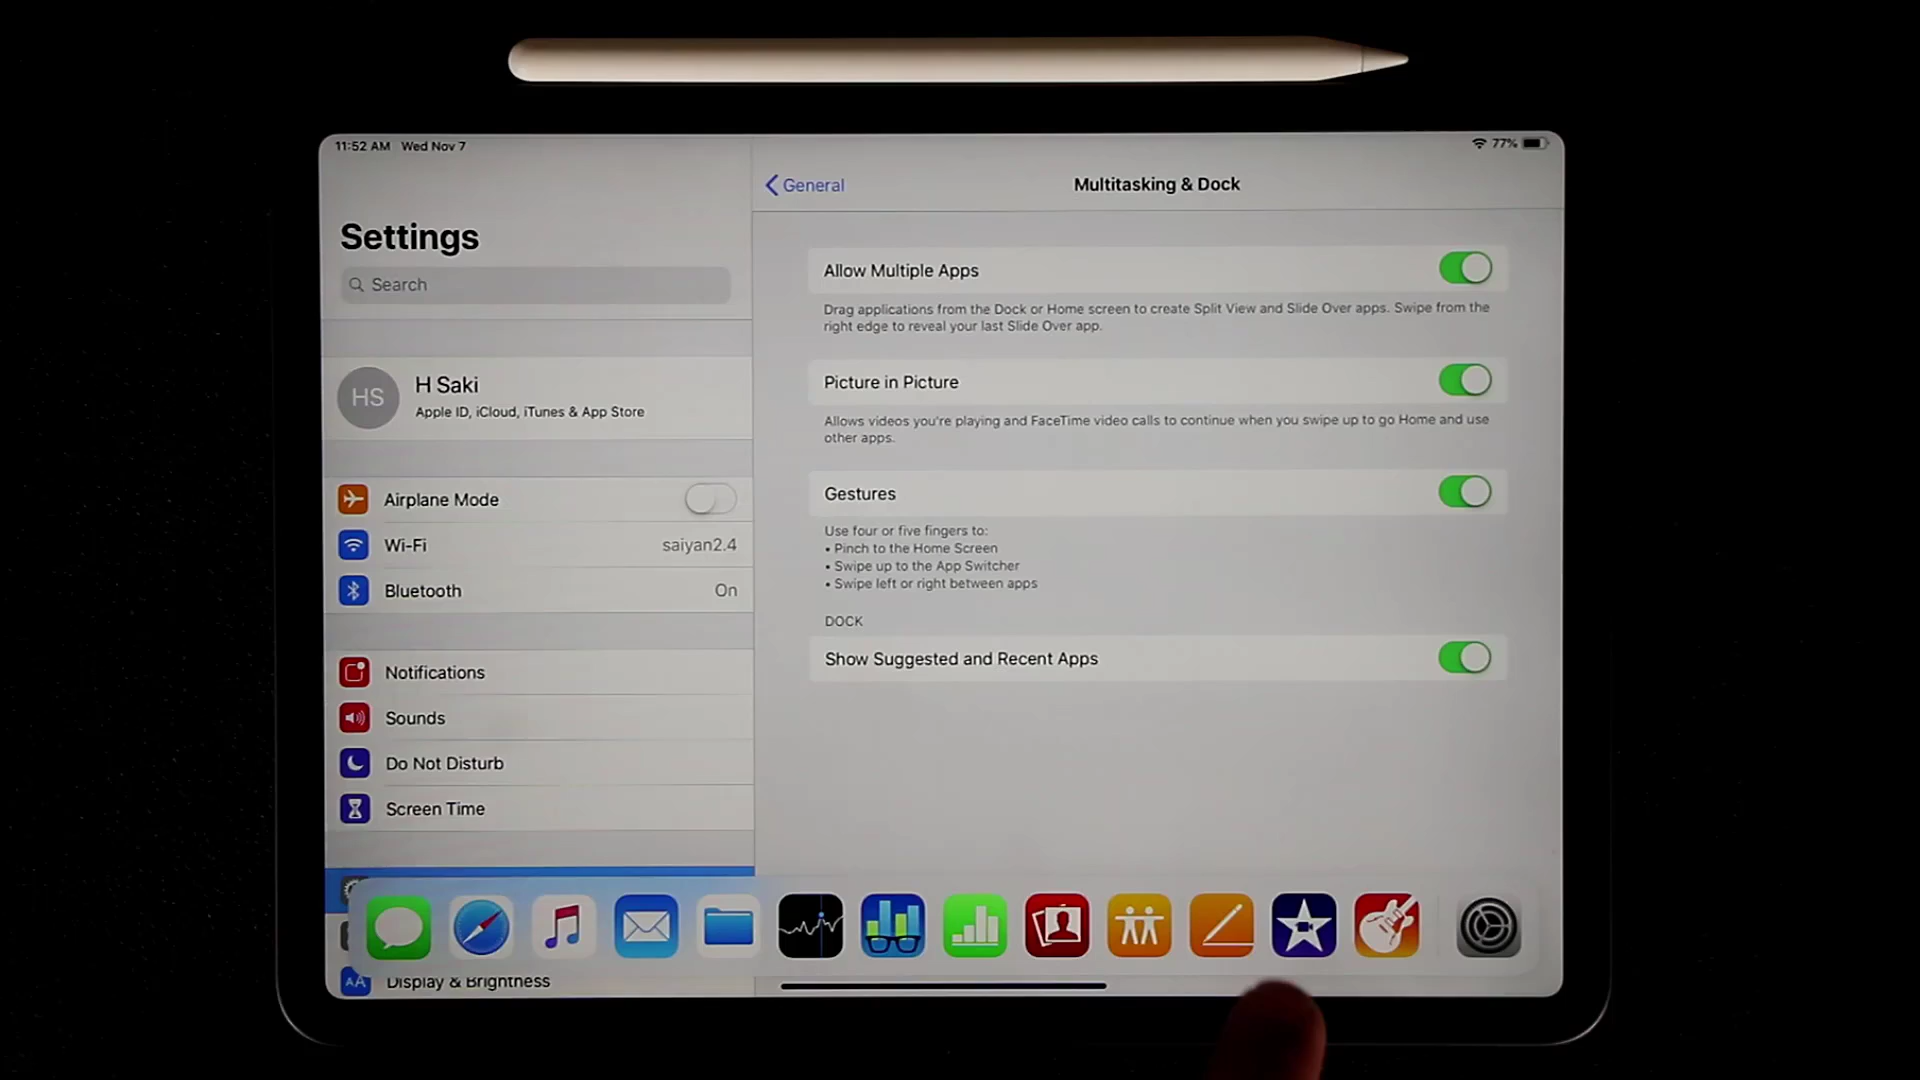 11:52 AM Wed Nov 7
77%
Settings
Search
HS
H Saki
Apple ID, iCloud, iTunes & App Store
Airplane Mode
Wi-Fi
saiyan2.4
Bluetooth
On
Notifications
Sounds
Do Not Disturb
Screen Time
AA
Display & Brightness
General
Multitasking & Dock
Allow Multiple Apps
Drag applications from the Dock or Home screen to create Split View and Slide Over apps. Swipe from the
right edge to reveal your last Slide Over app.
Picture in Picture
Allows videos you're playing and FaceTime video calls to continue when you swipe up to go Home and use
other apps.
Gestures
Use four or five fingers to:
• Pinch to the Home Screen
• Swipe up to the App Switcher
• Swipe left or right between apps
DOCK
Show Suggested and Recent Apps